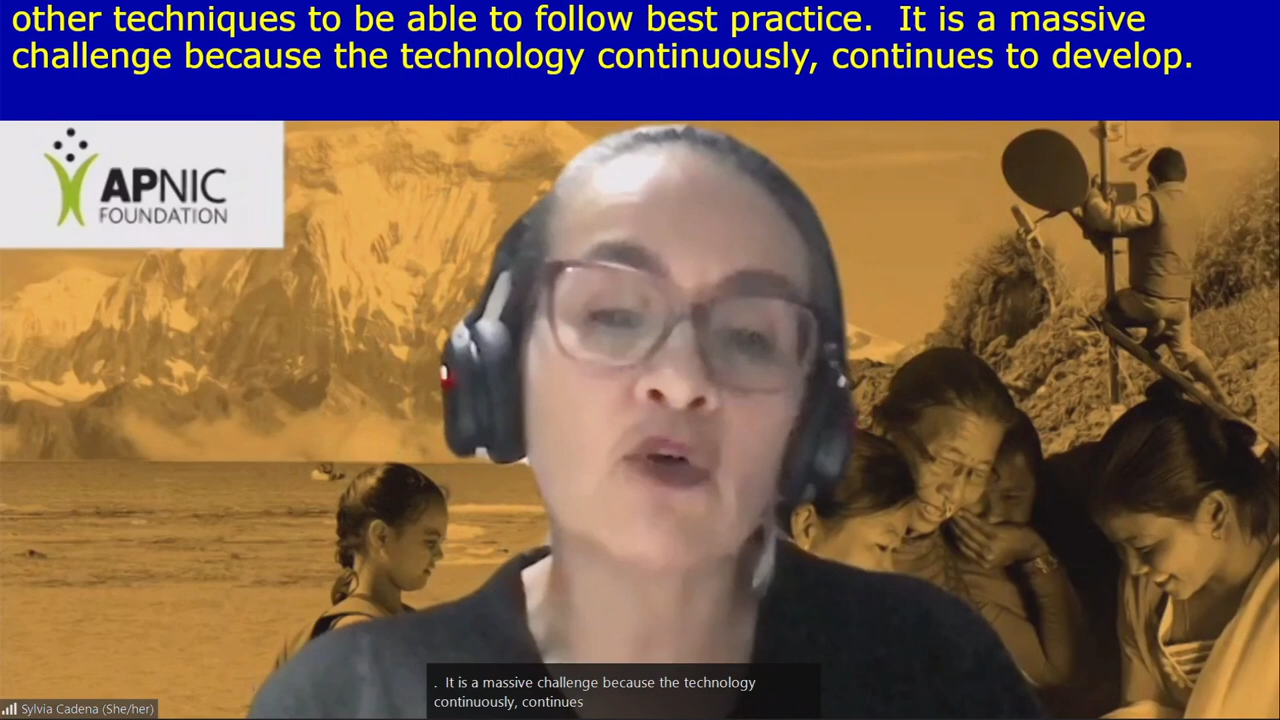 other techniques to be able to follow best practice.  It is a massive
challenge because the technology continuously, continues to develop.
APNIC
FOUNDATION
.  It is a massive challenge because the technology
continuously, continues
Sylvia Cadena (She/her)